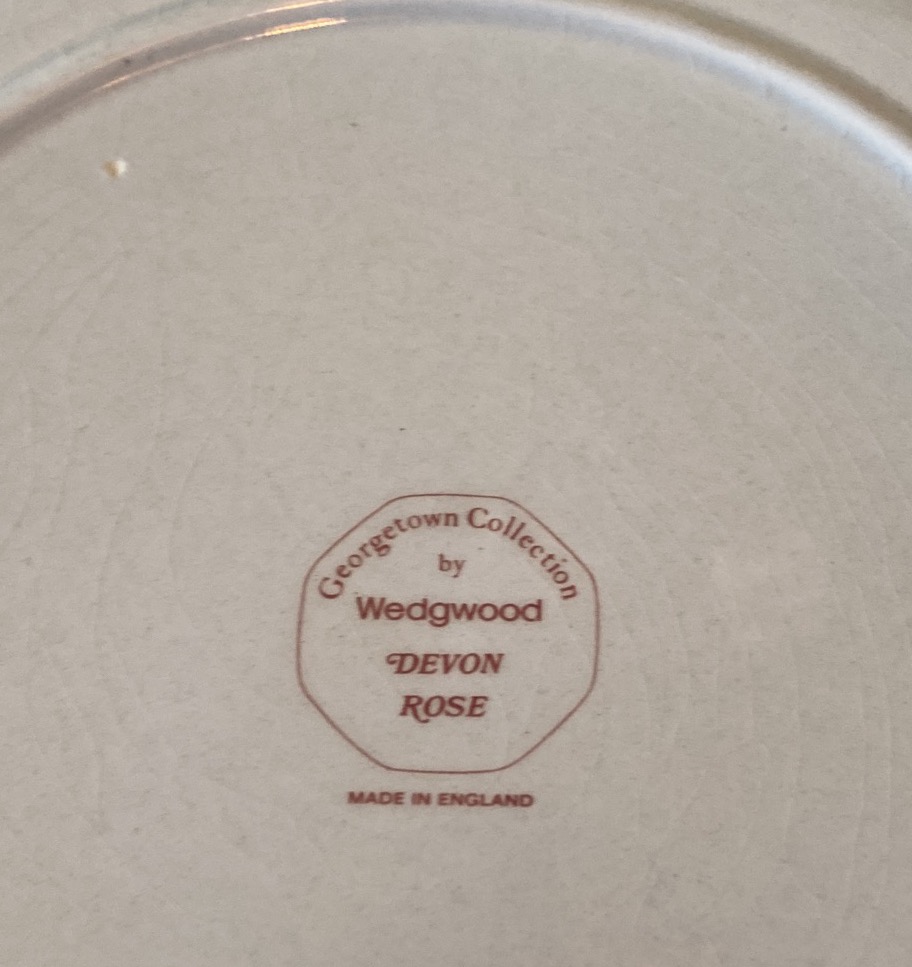 Georgetown Collection
by
Wedgwood
DEVON
ROSE
MADE IN ENGLAND